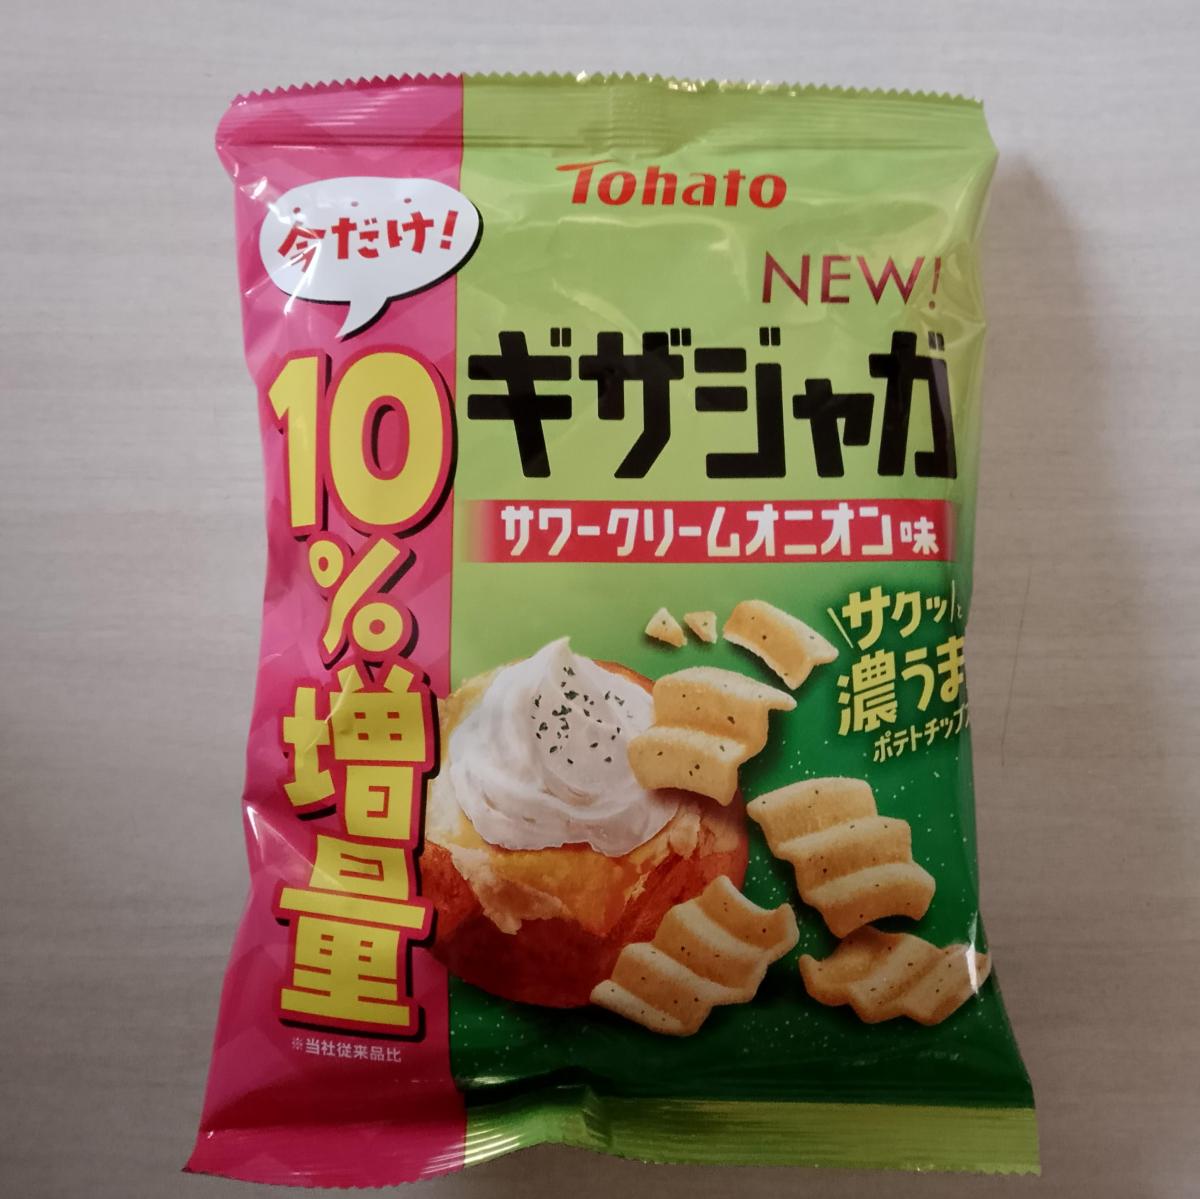 Tohato
今だけ!
NEW!
10%増量
※当社従来品比
ギザジャガ
サワークリームオニオン味
サクッと
濃うま
ポテトチップ